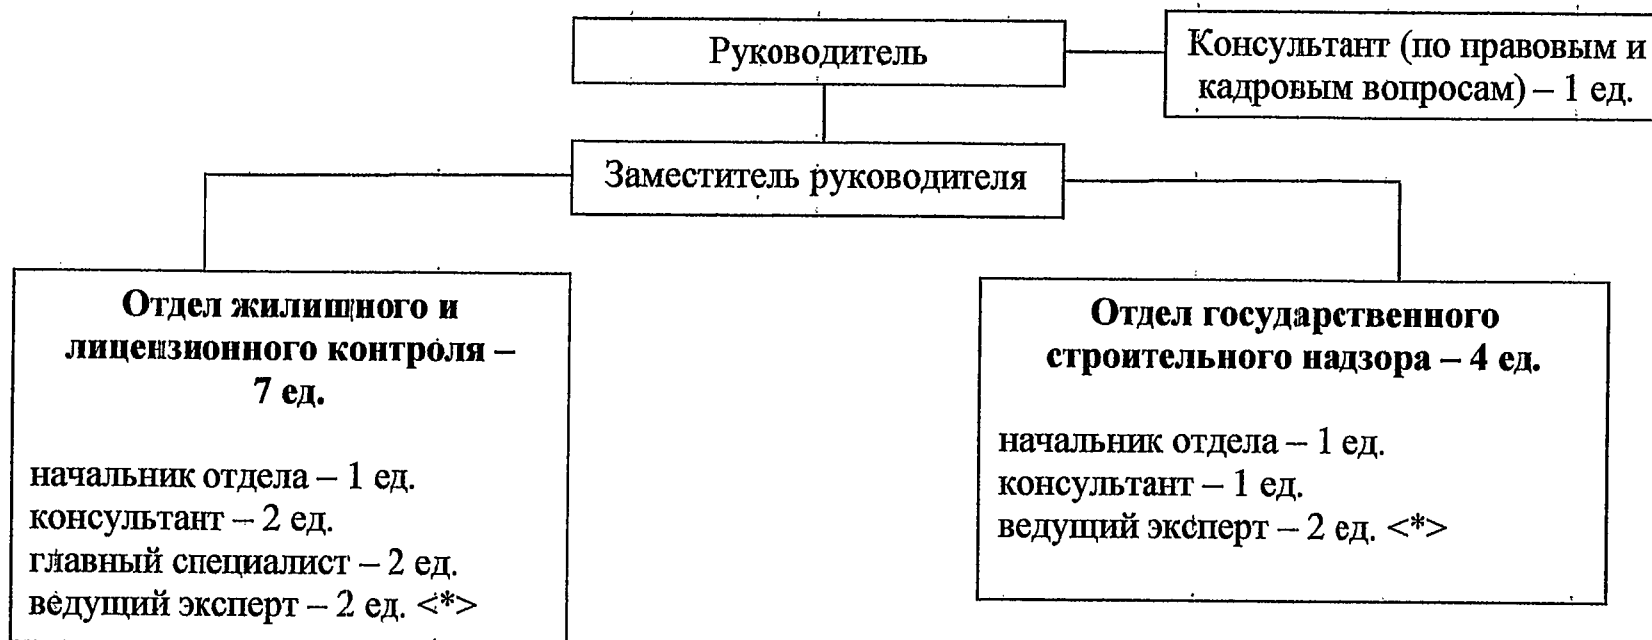 Руководитель
Консультант (по правовым и
кадровым вопросам) – 1 ед.
Заместитель руководителя
Отдел жилищного и
лицензионного контроля –
7 ед.
начальник отдела – 1 ед.
консультант – 2 ед.
главный специалист – 2 ед.
ведущий эксперт – 2 ед. <*>
Отдел государственного
строительного надзора – 4 ед.
начальник отдела – 1 ед.
консультант – 1 ед.
ведущий эксперт – 2 ед. <*>